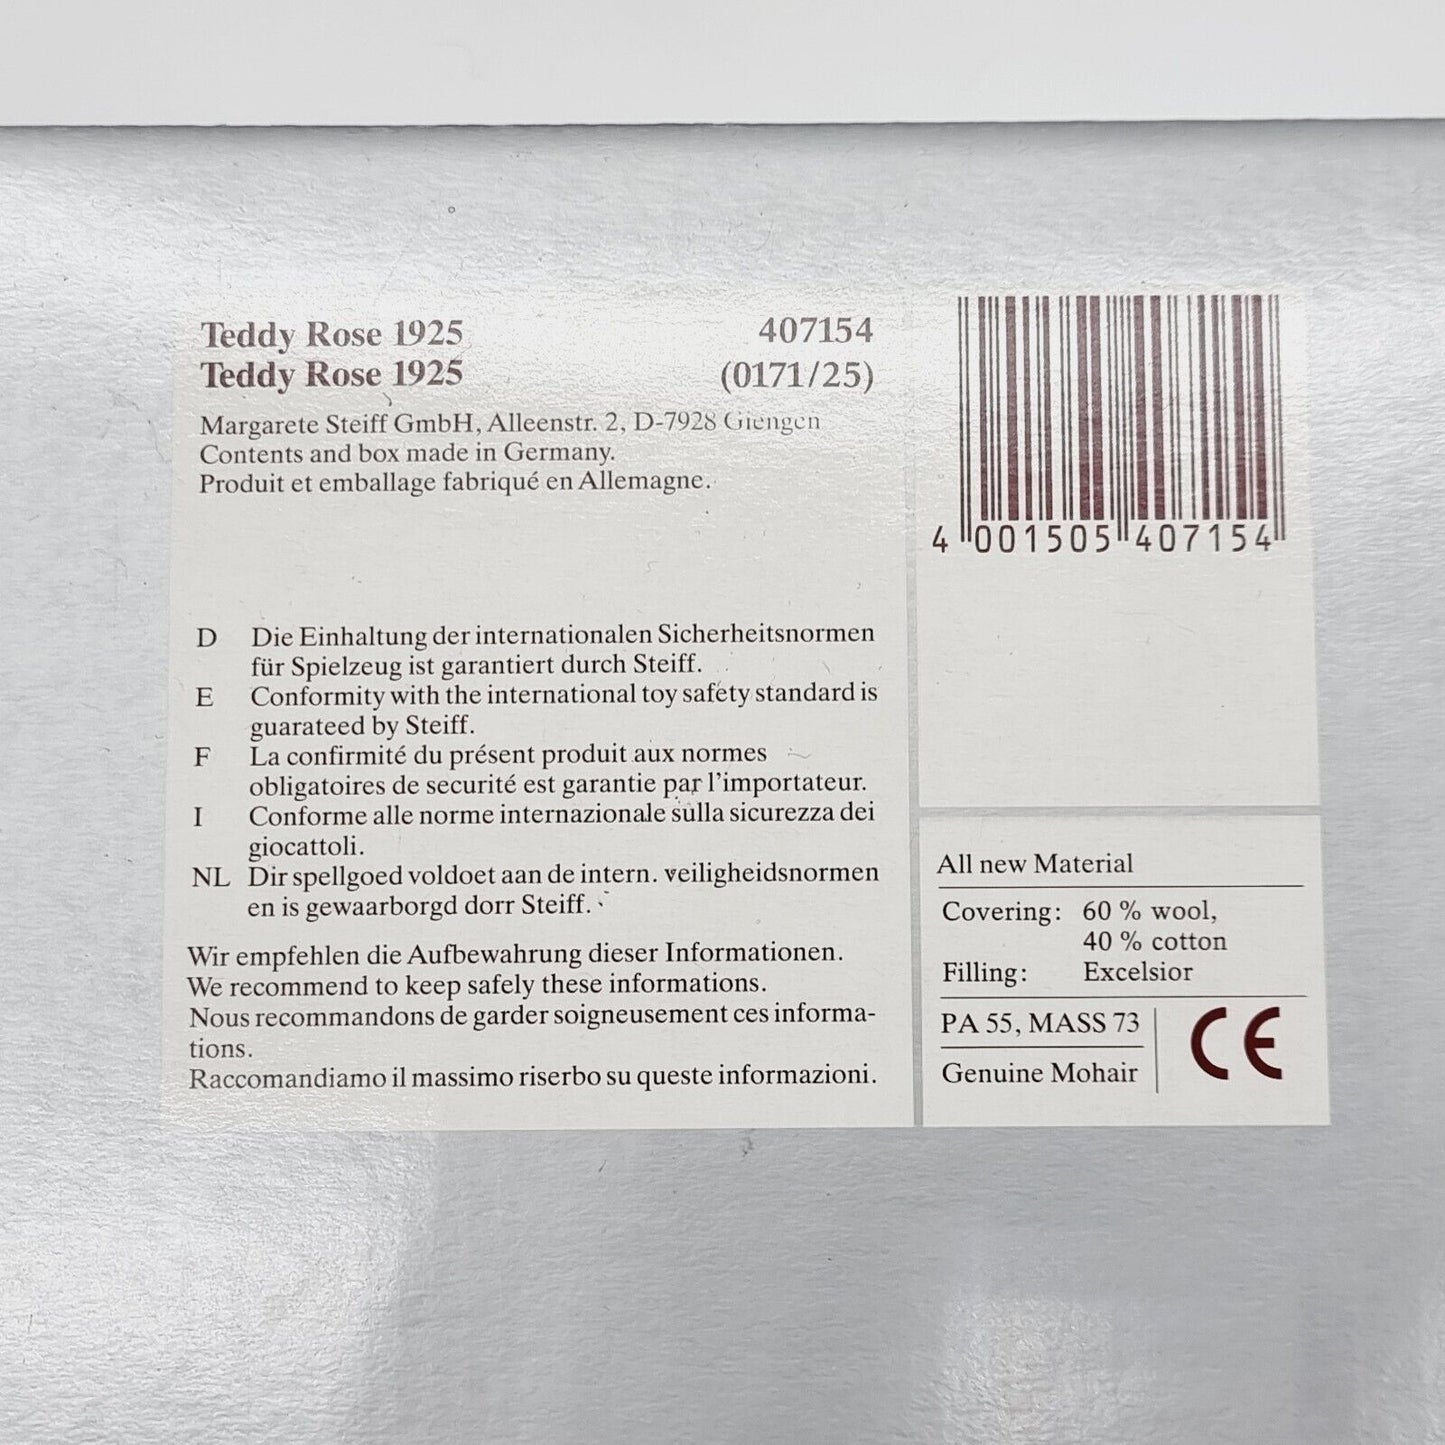 Teddy Rose 1925 407154
Teddy Rose 1925 (0171/25)
Margarete Steiff GmbH, Alleenstr. 2, D-7928 Giengen
Contents and box made in Germany.
Produit et emballage fabriqué en Allemagne.
D Die Einhaltung der internationalen Sicherheitsnormen
für Spielzeug ist garantiert durch Steiff.
E Conformity with the international toy safety standard is
guarateed by Steiff.
F La confirmité du présent produit aux normes
obligatoires de securité est garantie par l'importateur.
I Conforme alle norme internazionale sulla sicurezza dei
giocattoli.
NL Dir spellgoed voldoet aan de intern. veiligheidsnormen
en is gewaarborgd dorr Steiff.
Wir empfehlen die Aufbewahrung dieser Informationen.
We recommend to keep safely these informations.
Nous recommandons de garder soigneusement ces informa-
tions.
Raccomandiamo il massimo riserbo su queste informazioni.
4 001505 407154
All new Material
Covering: 60 % wool,
40 % cotton
Filling: Excelsior
PA 55, MASS 73
Genuine Mohair
CE